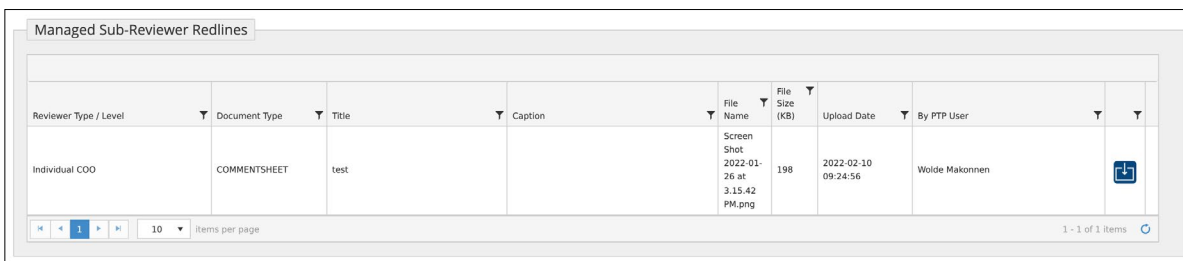 Managed Sub-Reviewer Redlines
Reviewer Type / Level
Document Type
Title
Caption
File
Name
File
Size
(KB)
Upload Date
By PTP User
Individual COO
COMMENTSHEET
test
Screen
Shot
2022-01-
26 at
3.15.42
PM.png
198
2022-02-10
09:24:56
Wolde Makonnen
1
10
items per page
1 - 1 of 1 items